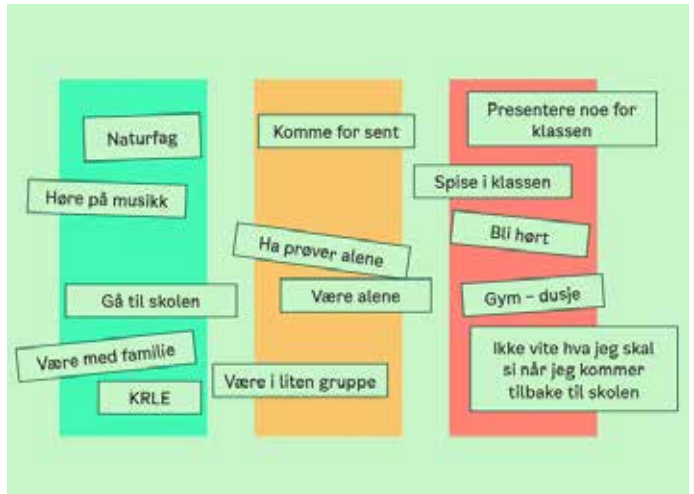 Naturfag
Høre på musikk
Gå til skolen
Være med familie
KRLE
Komme for sent
Ha prøver alene
Være alene
Være i liten gruppe
Presentere noe for
klassen
Spise i klassen
Bli hørt
Gym – dusje
Ikke vite hva jeg skal
si når jeg kommer
tilbake til skolen